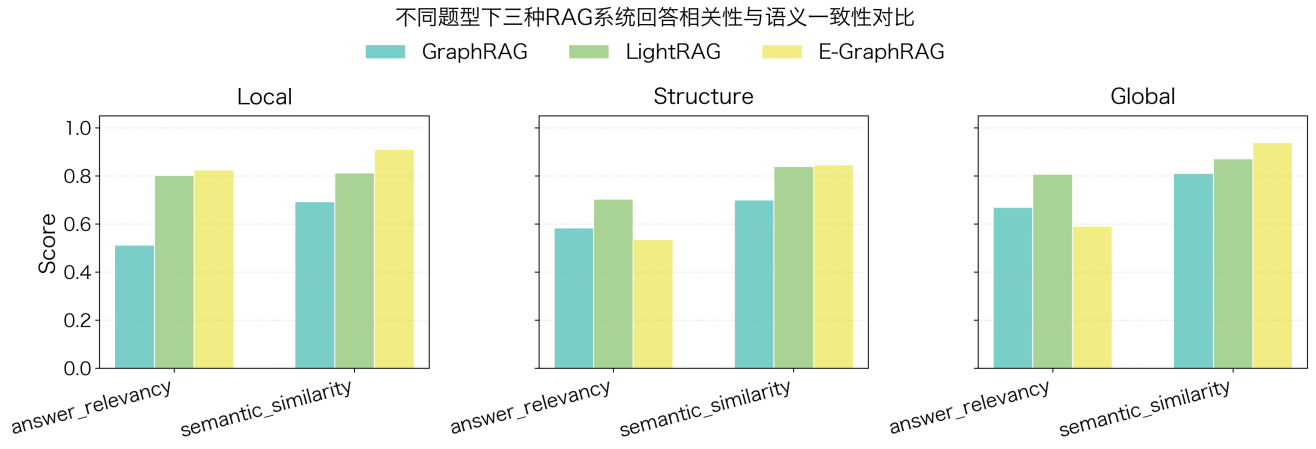 不同题型下三种RAG系统回答相关性与语义一致性对比
GraphRAG LightRAG E-GraphRAG
Local
Structure
Global
Score
1.0
0.8
0.6
0.4
0.2
0.0
answer_relevancy
semantic_similarity
answer_relevancy
semantic_similarity
answer_relevancy
semantic_similarity